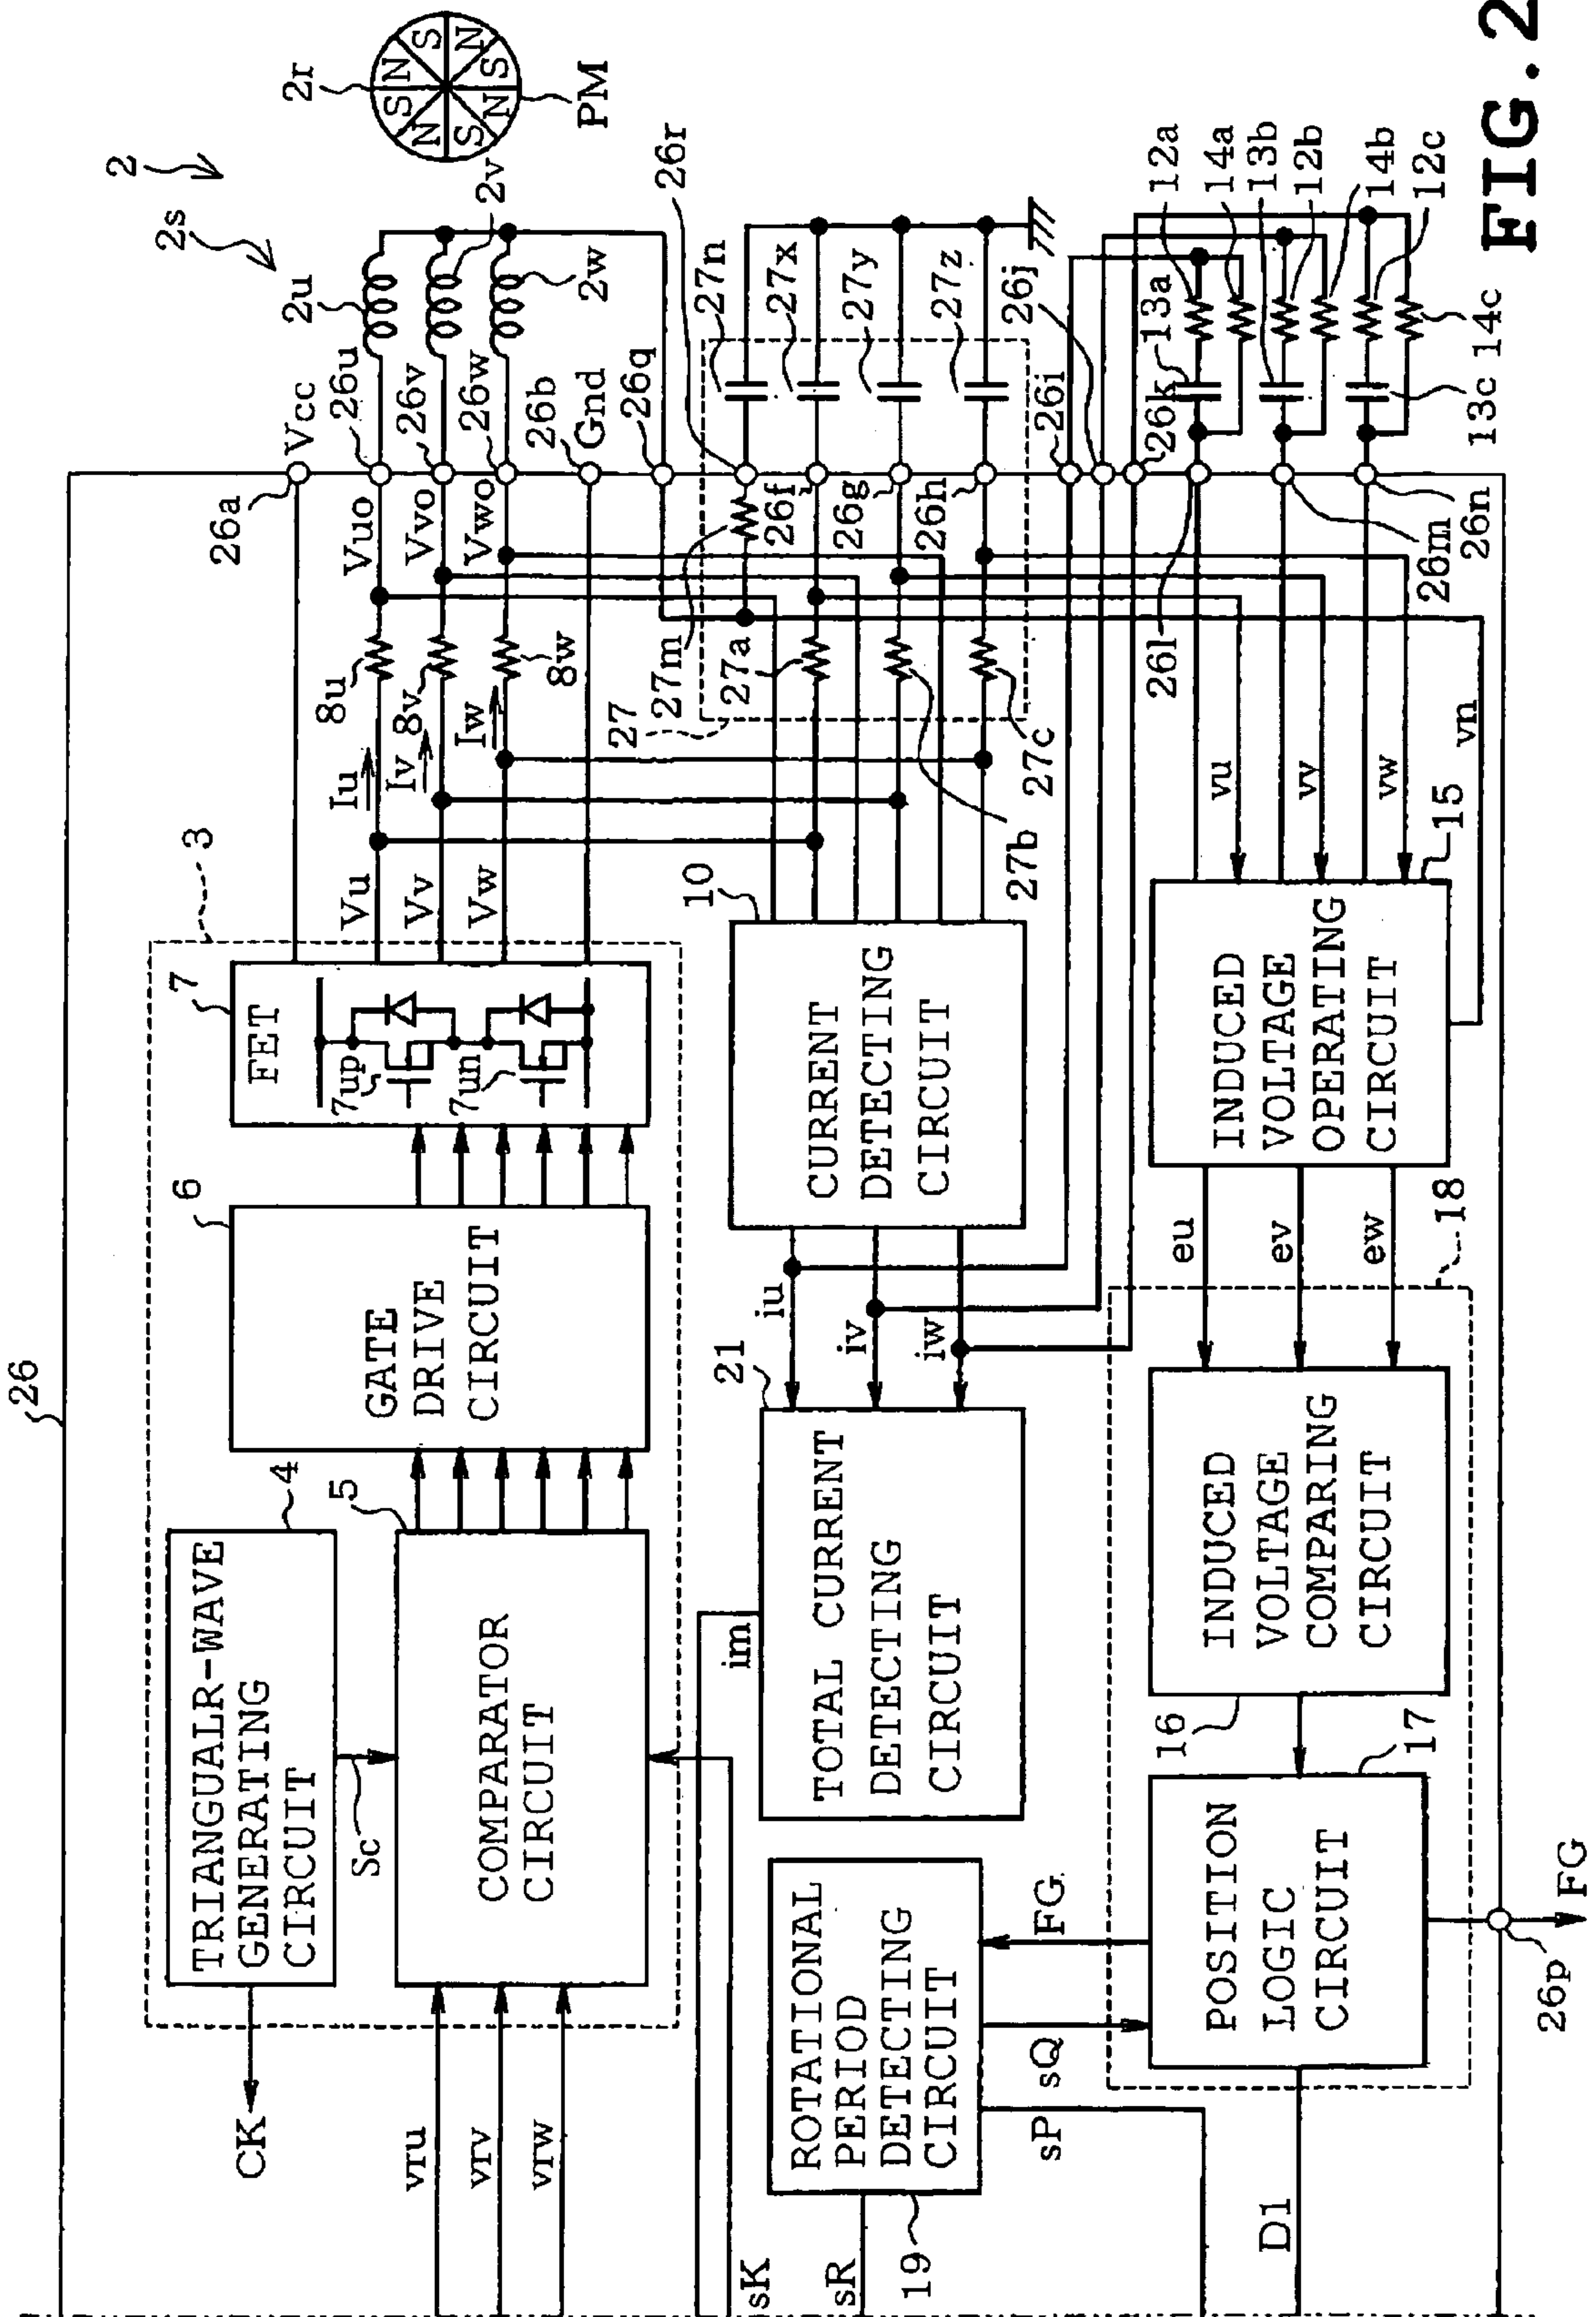 FIG.2
26
3
7
FET
7up
7un
6
GATE
DRIVE
CIRCUIT
4
TRIANGUALR-WAVE
GENERATING
CIRCUIT
5
COMPARATOR
CIRCUIT
Sc
CK
vru
vrv
vrw
sK
sR
im
21
TOTAL CURRENT
DETECTING
CIRCUIT
iu
iv
iw
10
CURRENT
DETECTING
CIRCUIT
19
ROTATIONAL
PERIOD
DETECTING
CIRCUIT
FG
sQ
sP
D1
17
POSITION
LOGIC
CIRCUIT
16
INDUCED
VOLTAGE
COMPARING
CIRCUIT
18
eu
ev
ew
15
INDUCED
VOLTAGE
OPERATING
CIRCUIT
vu
vv
vw
vn
26p
FG
Vu
Vv
Vw
Iu
Iv
Iw
8u
8v
8w
Vuo
Vvo
Vwo
26a
Vcc
26u
26v
26w
26b
Gnd
26q
26r
2
2s
2u
2v
2w
2r
N
S
N
S
N
S
N
S
PM
27
27m
27a
27b
27c
26f
26g
26h
27n
27x
27y
27z
26j
26i
26k
26l
26m
26n
13a
12a
14a
13b
12b
14b
12c
13c
14c